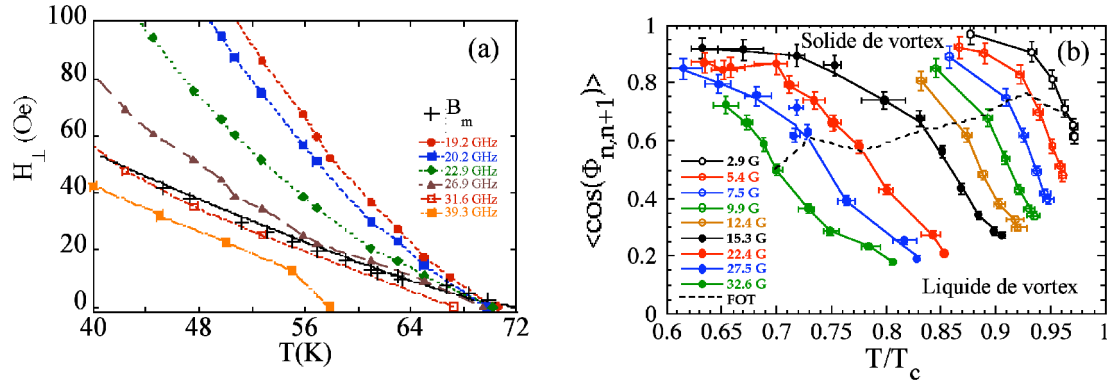 (a)
H⊥ (Oe)
100
80
60
40
20
0
40
48
56
64
72
T(K)
B_m
19.2 GHz
20.2 GHz
22.9 GHz
26.9 GHz
31.6 GHz
39.3 GHz
(b)
<cos(Φ_{n,n+1})>
1
0.8
0.6
0.4
0.2
0
0.6
0.65
0.7
0.75
0.8
0.85
0.9
0.95
1
T/T_c
Solide de vortex
2.9 G
5.4 G
7.5 G
9.9 G
12.4 G
15.3 G
22.4 G
27.5 G
32.6 G
FOT
Liquide de vortex